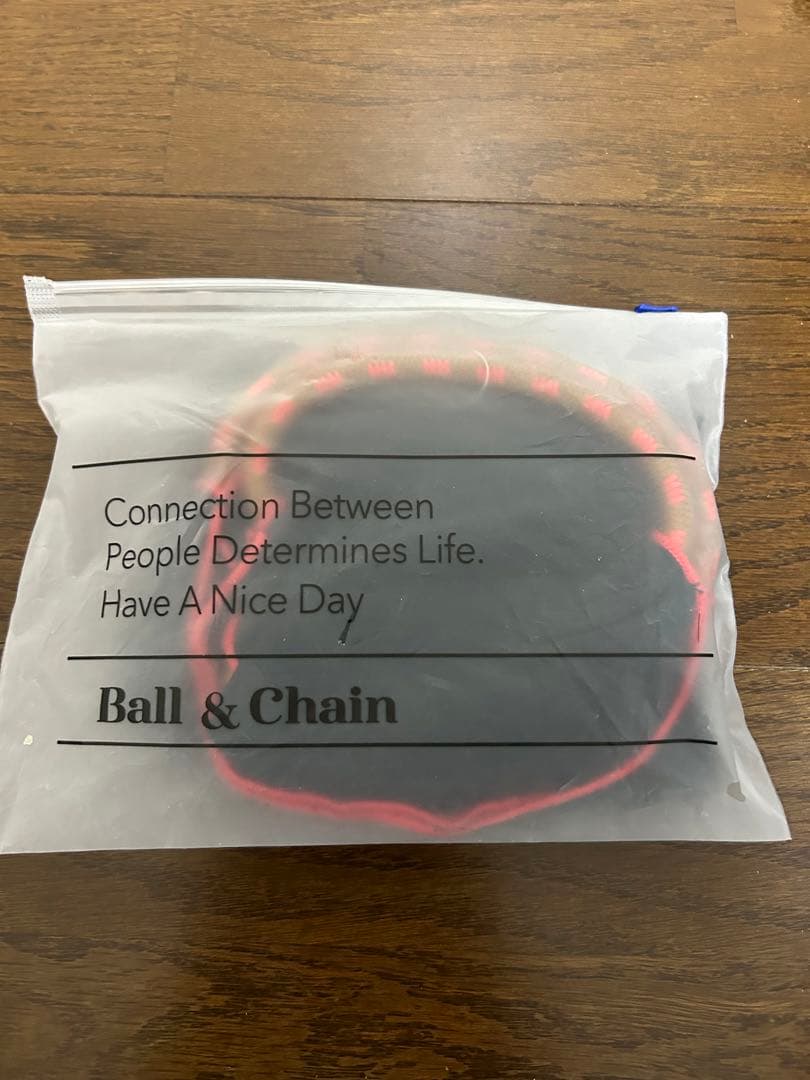 Connection Between
People Determines Life.
Have A Nice Day
Ball & Chain